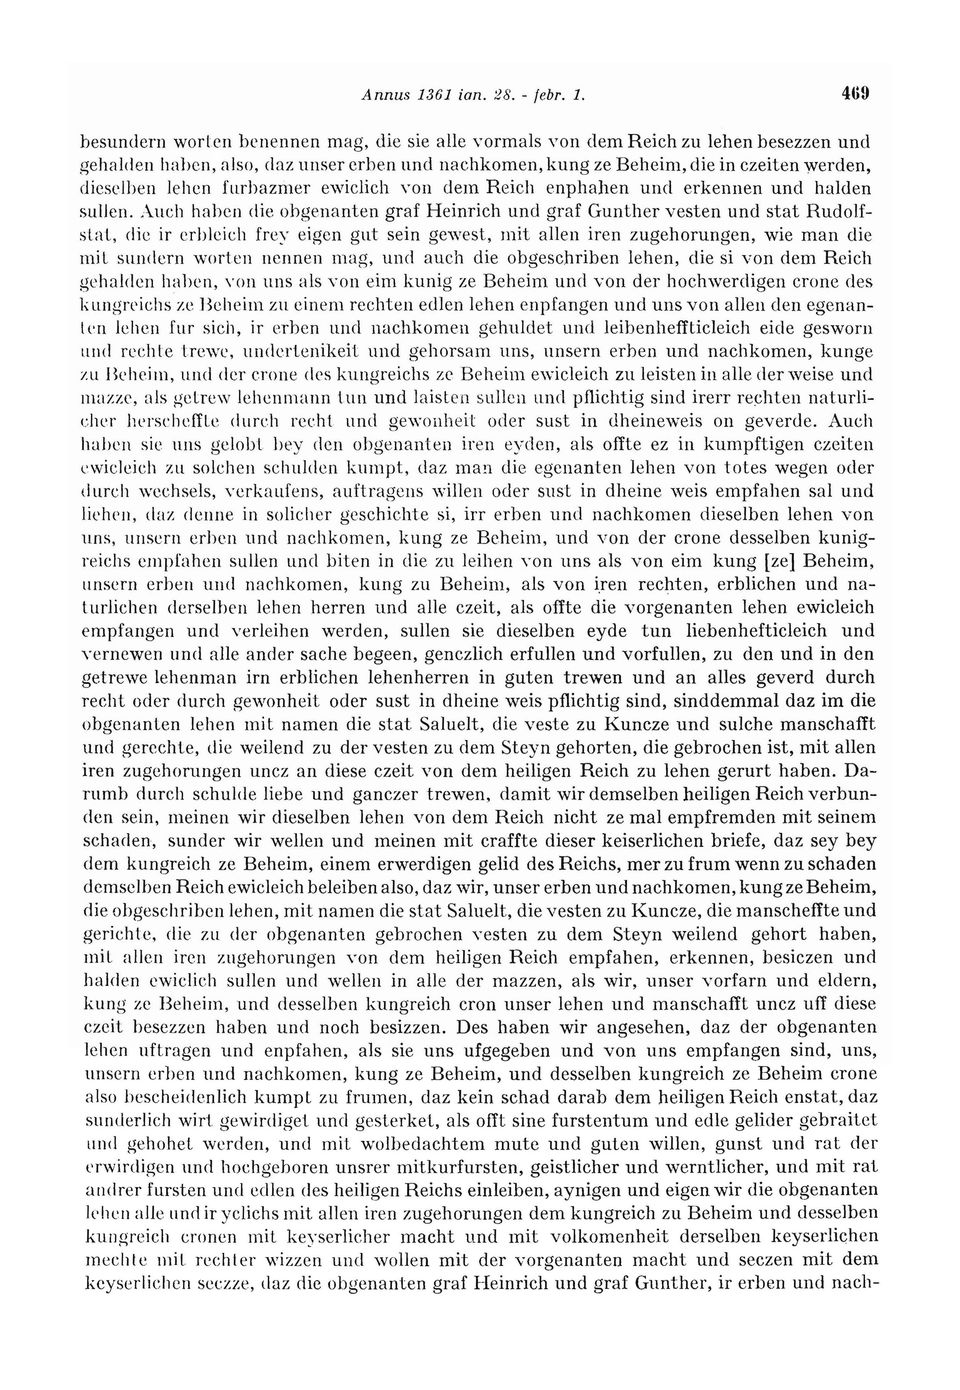 Annus 1361 ian. 28. - febr. 1. 469
besundern worten benennen mag, die sie alle vormals von dem Reich zu lehen besezzen und
gehalden haben, also, daz unser erben und nachkomen, kung ze Beheim, die in czeiten werden,
dieselben lehen furbazmer ewiclich von dem Reich enphahen und erkennen und halden
sullen. Auch haben die obgenanten graf Heinrich und graf Gunther vesten und stat Rudolf-
stat, die ir erbleich frey eigen gut sein gewest, mit allen iren zugehorungen, wie man die
mit sundern worten nennen mag, und auch die obgeschriben lehen, die si von dem Reich
gehalden haben, von uns als von eim kunig ze Beheim und von der hochwerdigen crone des
kungreichs ze Beheim zu einem rechten edlen lehen enpfangen und uns von allen den egenan-
ten lehen fur sich, ir erben und nachkomen gehuldet und leibenheffticleich eide gesworn
und rechte trewe, undertenikeit und gehorsam uns, unsern erben und nachkomen, kunge
zu Beheim, und der crone des kungreichs ze Beheim ewicleich zu leisten in alle der weise und
mazze, als getrew lehenmann tun und laisten sullen und pflichtig sind irerr rechten naturli-
cher herscheffte durch recht und gewonheit oder sust in dheineweis on geverde. Auch
haben sie uns gelobt bey den obgenanten iren eyden, als offte ez in kumpftigen czeiten
ewicleich zu solchen schulden kumpt, daz man die egenanten lehen von totes wegen oder
durch wechsels, verkaufens, auftragens willen oder sust in dheine weis empfahen sal und
liehen, daz denne in solicher geschichte si, irr erben und nachkomen dieselben lehen von
uns, unsern erben und nachkomen, kung ze Beheim, und von der crone desselben kunig-
reichs empfahen sullen und biten in die zu leihen von uns als von eim kung [ze] Beheim,
unsern erben und nachkomen, kung zu Beheim, als von iren rechten, erblichen und na-
turlichen derselben lehen herren und alle czeit, als offte die vorgenanten lehen ewicleich
empfangen und verleihen werden, sullen sie dieselben eyde tun liebenhefticleich und
vernewen und alle ander sache begeen, genczlich erfullen und vorfullen, zu den und in den
getrewe lehenman irn erblichen lehenherren in guten trewen und an alles geverd durch
recht oder durch gewonheit oder sust in dheine weis pflichtig sind, sinddemmal daz im die
obgenanten lehen mit namen die stat Saluelt, die veste zu Kuncze und sulche manschafft
und gerechte, die weilend zu der vesten zu dem Steyn gehorten, die gebrochen ist, mit allen
iren zugehorungen uncz an diese czeit von dem heiligen Reich zu lehen gerurt haben. Da-
rumb durch schulde liebe und ganczer trewen, damit wir demselben heiligen Reich verbun-
den sein, meinen wir dieselben lehen von dem Reich nicht ze mal empfremden mit seinem
schaden, sunder wir wellen und meinen mit craffte dieser keiserlichen briefe, daz sey bey
dem kungreich ze Beheim, einem erwerdigen gelid des Reichs, mer zu frum wenn zu schaden
demselben Reich ewicleich beleiben also, daz wir, unser erben und nachkomen, kung ze Beheim,
die obgeschriben lehen, mit namen die stat Saluelt, die vesten zu Kuncze, die manscheffte und
gerichte, die zu der obgenanten gebrochen vesten zu dem Steyn weilend gehort haben,
mit allen iren zugehorungen von dem heiligen Reich empfahen, erkennen, besiczen und
halden ewiclich sullen und wellen in alle der mazzen, als wir, unser vorfarn und eldern,
kung ze Beheim, und desselben kungreich cron unser lehen und manschafft uncz uff diese
czeit besezzen haben und noch besizzen. Des haben wir angesehen, daz der obgenanten
lehen uftragen und enpfahen, als sie uns ufgegeben und von uns empfangen sind, uns,
unsern erben und nachkomen, kung ze Beheim, und desselben kungreich ze Beheim crone
also bescheidenlich kumpt zu frumen, daz kein schad darab dem heiligen Reich enstat, daz
sunderlich wirt gewirdiget und gesterket, als offt sine furstentum und edle gelider gebraitet
und gehohet werden, und mit wolbedachtem mute und guten willen, gunst und rat der
erwirdigen und hochgeboren unsrer mitkurfursten, geistlicher und werntlicher, und mit rat
andrer fursten und edlen des heiligen Reichs einleiben, aynigen und eigen wir die obgenanten
lehen alle und ir yclichs mit allen iren zugehorungen dem kungreich zu Beheim und desselben
kungreich cronen mit keyserlicher macht und mit volkomenheit derselben keyserlichen
mechte mit rechter wizzen und wollen mit der vorgenanten macht und seczen mit dem
keyserlichen seczze, daz die obgenanten graf Heinrich und graf Gunther, ir erben und nach-